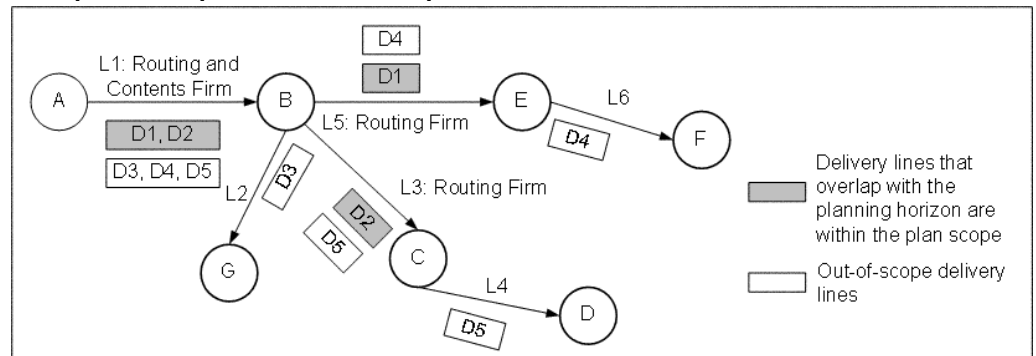 D4
L1: Routing and
Contents Firm
D1
L6
A
B
E
L5: Routing Firm
D4
F
D1, D2
D3
L3: Routing Firm
D3, D4, D5
L2
D2
D5
G
C
L4
D5
D
Delivery lines that
overlap with the
planning horizon are
within the plan scope
Out-of-scope delivery
lines